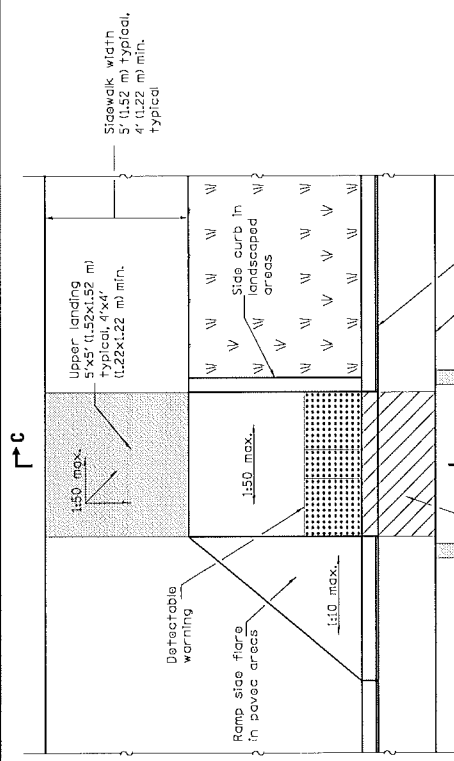 Sidewalk width
5' (1.52 m) typical,
4' (1.22 m) min.
typical
Upper landing
5'x5' (1.52x1.52 m)
typical, 4'x4'
(1.22x1.22 m) min.
C
1:50 max.
Side curb in
landscaped
areas
1:50 max.
Detectable
warning
Ramp side flare
in paved areas
1:10 max.